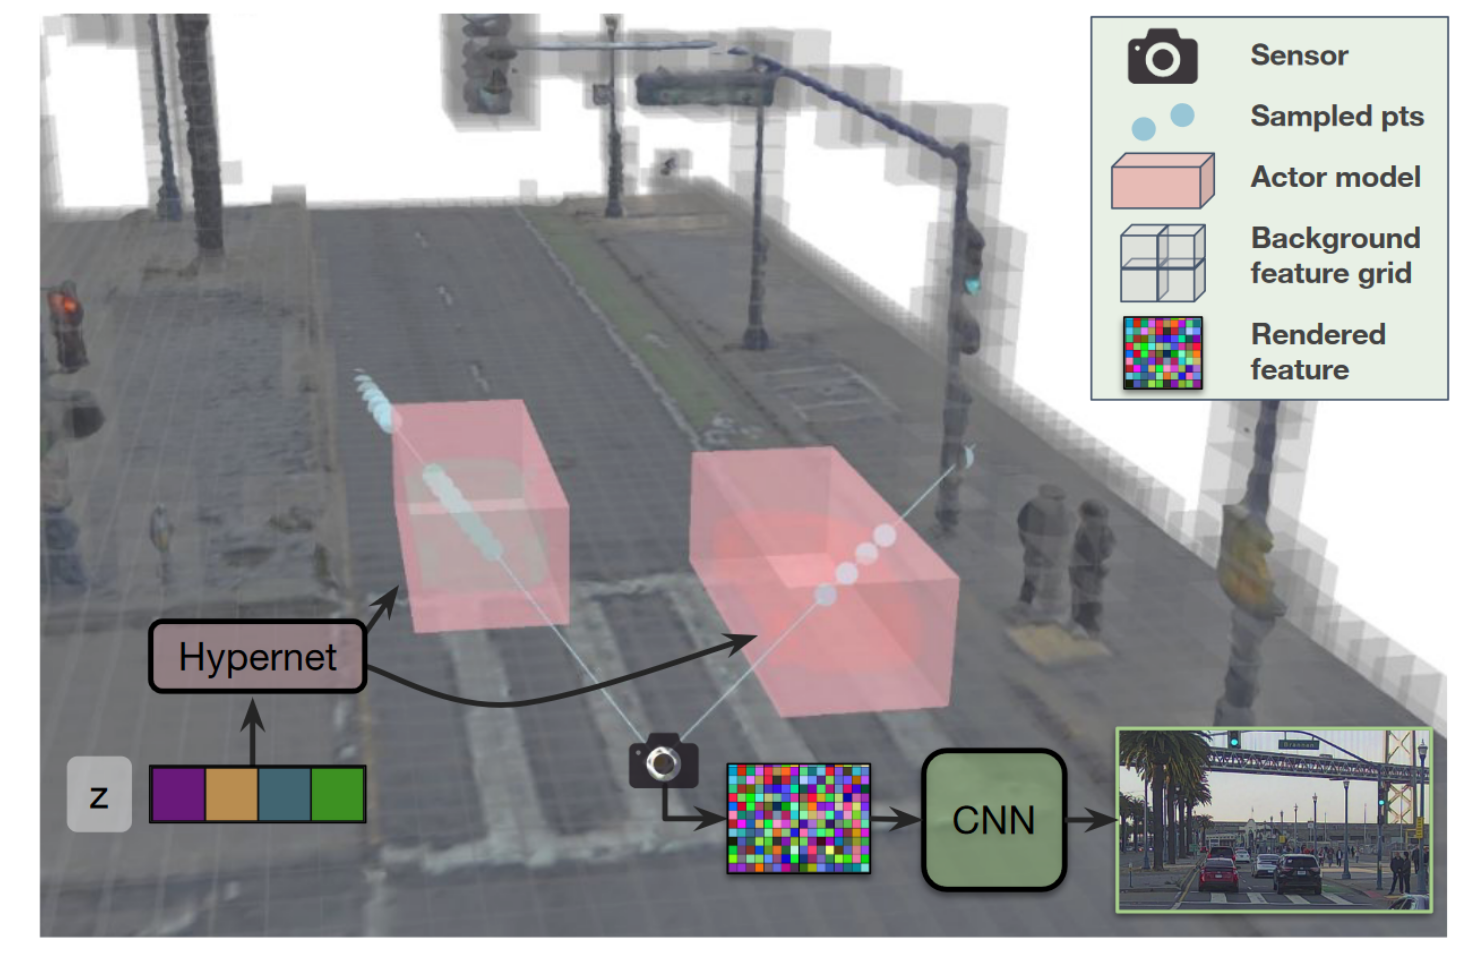 Sensor
Sampled pts
Actor model
Background
feature grid
Rendered
feature
Hypernet
z
CNN